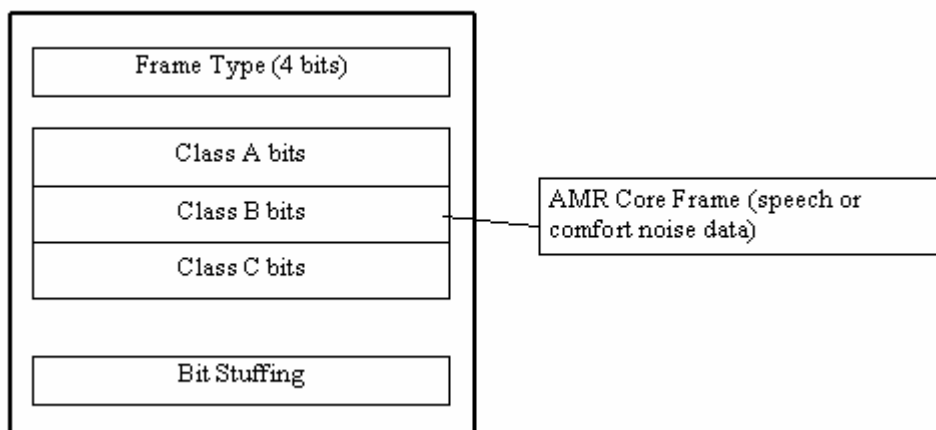 Frame Type (4 bits)
Class A bits
Class B bits
Class C bits
AMR Core Frame (speech or
comfort noise data)
Bit Stuffing